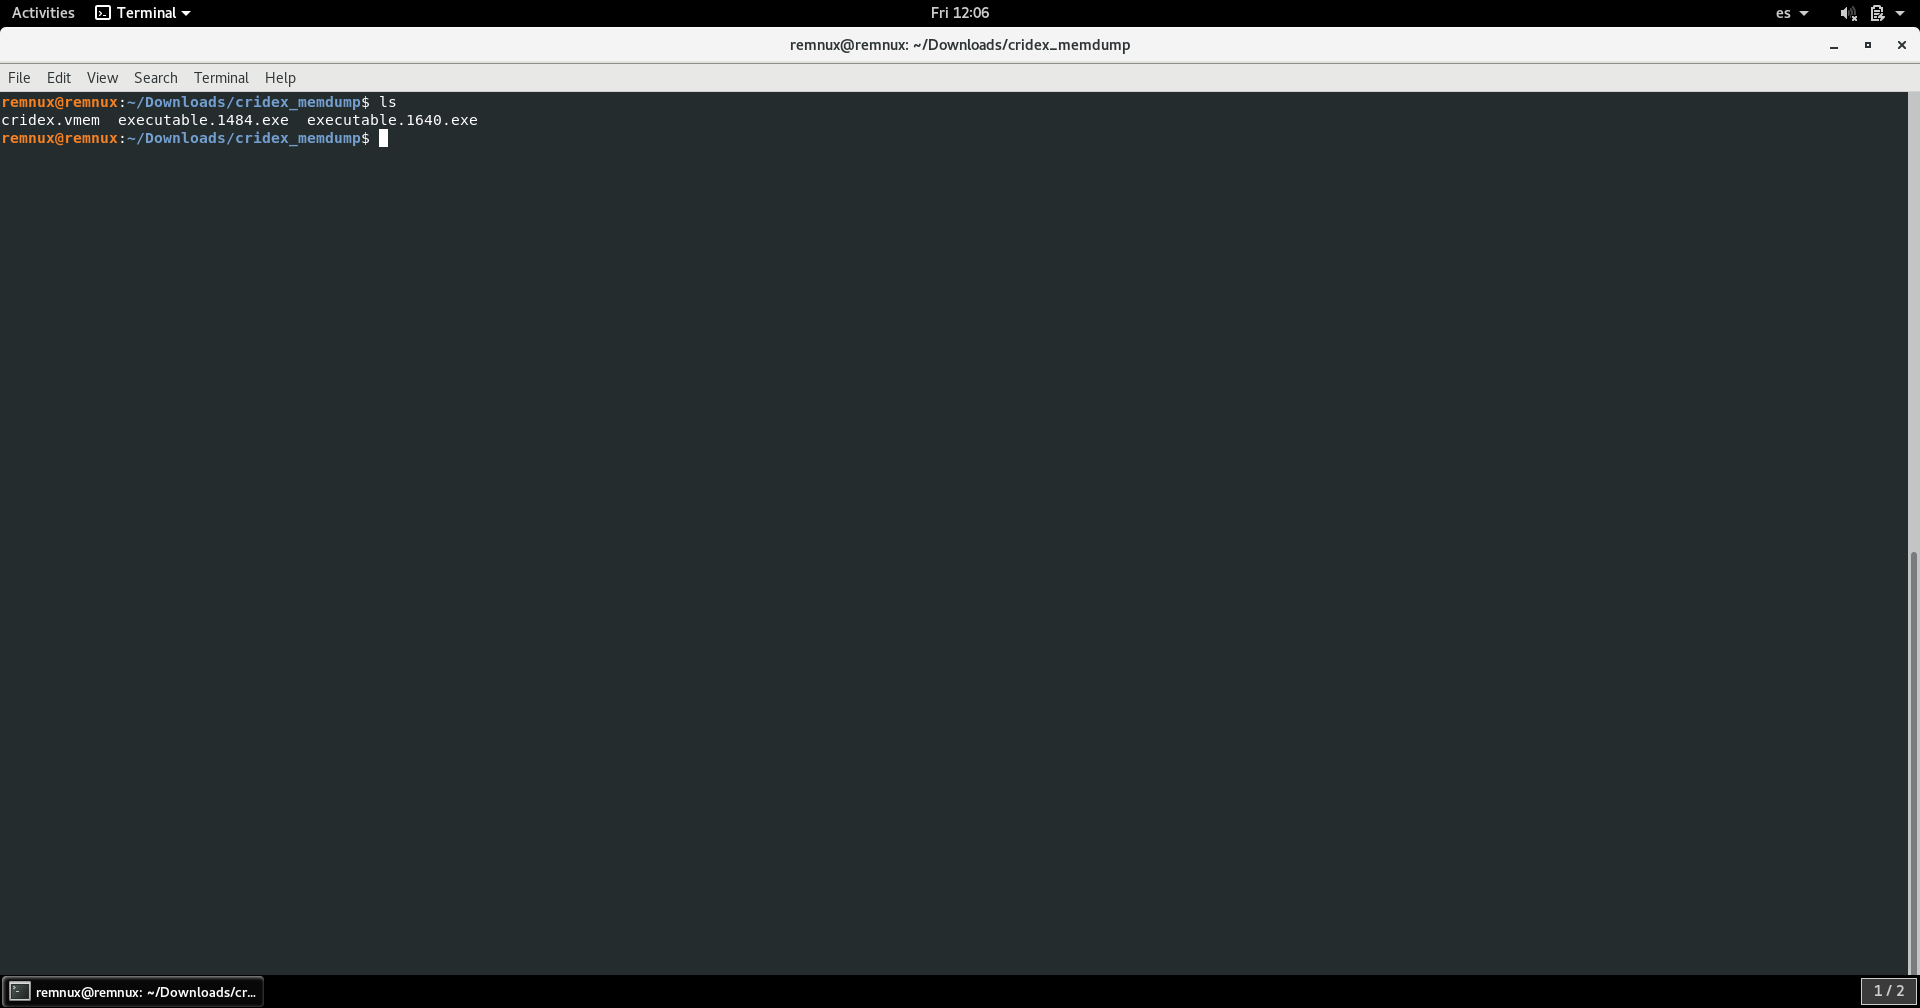 Activities Terminal Fri 12:06 es
remnux@remnux: ~/Downloads/cridex_memdump
File Edit View Search Terminal Help
remnux@remnux:~/Downloads/cridex_memdump$ ls
cridex.vmem  executable.1484.exe  executable.1640.exe
remnux@remnux:~/Downloads/cridex_memdump$
remnux@remnux: ~/Downloads/cr... 1 / 2